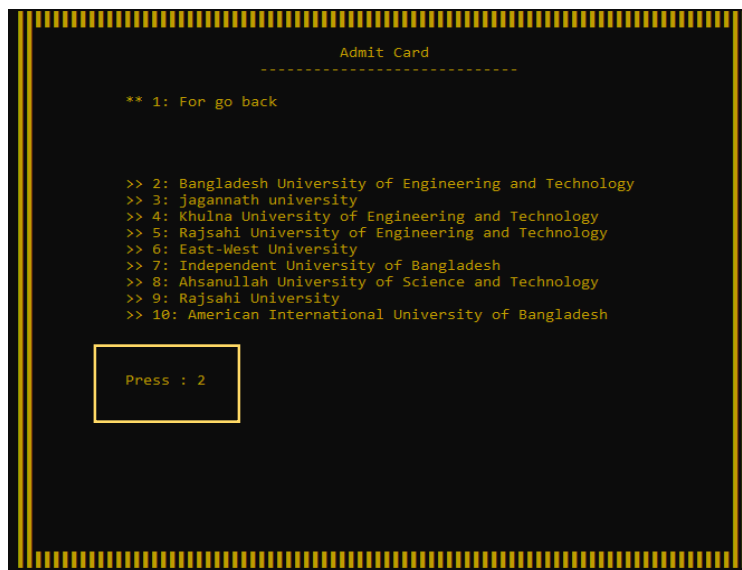 Admit Card
-----------------------------
** 1: For go back
>> 2: Bangladesh University of Engineering and Technology
>> 3: jagannath university
>> 4: Khulna University of Engineering and Technology
>> 5: Rajsahi University of Engineering and Technology
>> 6: East-West University
>> 7: Independent University of Bangladesh
>> 8: Ahsanullah University of Science and Technology
>> 9: Rajsahi University
>> 10: American International University of Bangladesh
Press : 2